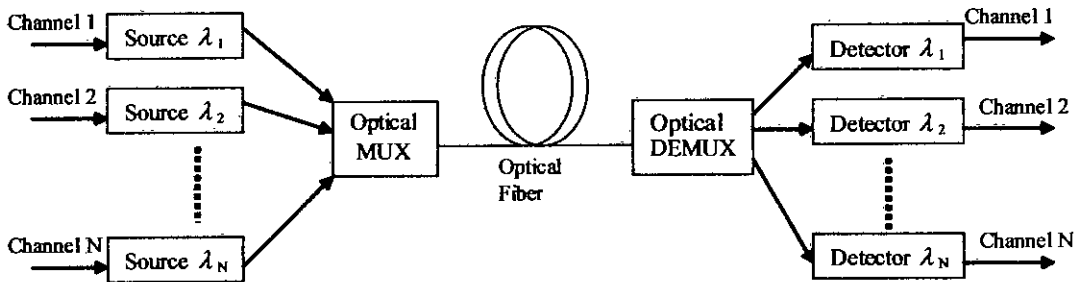 Channel 1
Source λ₁
Channel 2
Source λ₂
Channel N
Source λN
Optical
MUX
Optical
Fiber
Optical
DEMUX
Detector λ₁
Channel 1
Detector λ₂
Channel 2
Detector λN
Channel N